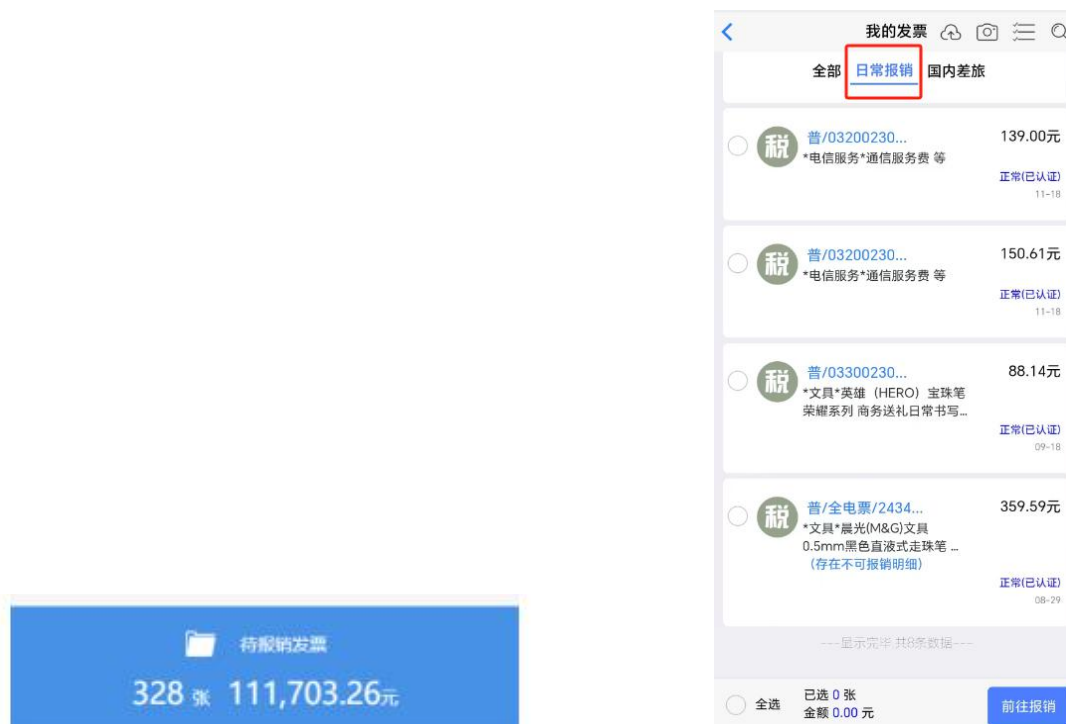 待报销发票
328 张 111,703.26元
我的发票
全部 日常报销 国内差旅
税
普/03200230...
139.00元
*电信服务*通信服务费 等
正常(已认证)
11-18
税
普/03200230...
150.61元
*电信服务*通信服务费 等
正常(已认证)
11-18
税
普/03300230...
88.14元
*文具*英雄（HERO）宝珠笔
荣耀系列 商务送礼日常书写...
正常(已认证)
09-18
税
普/全电票/2434...
359.59元
*文具*晨光(M&G)文具
0.5mm黑色直液式走珠笔 ...
（存在不可报销明细）
正常(已认证)
08-29
---显示完毕 共8条数据---
全选
已选 0 张
金额 0.00 元
前往报销